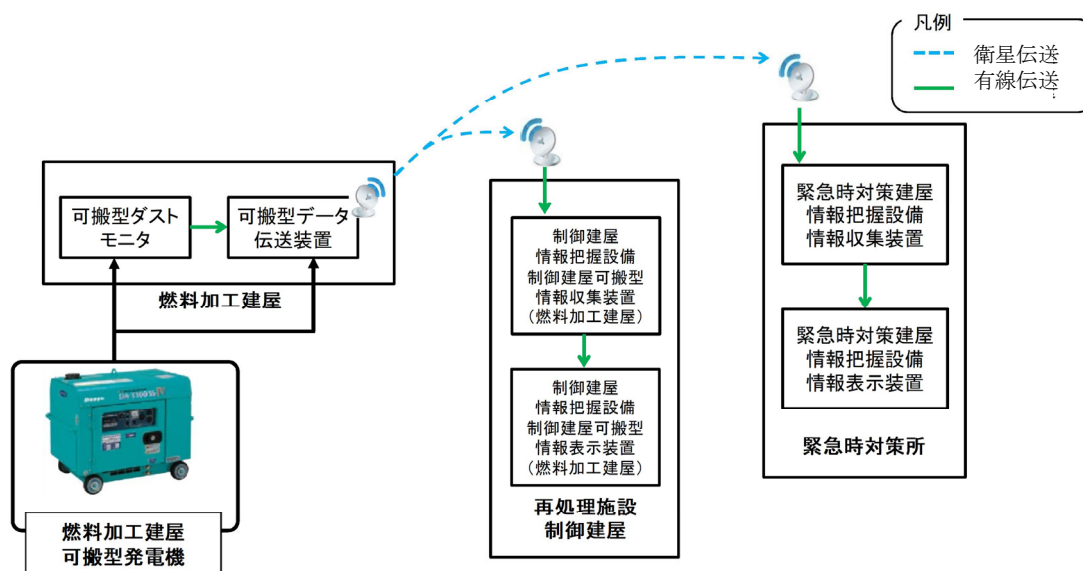 凡例
衛星伝送
有線伝送
可搬型ダスト
モニタ
可搬型データ
伝送装置
燃料加工建屋
燃料加工建屋
可搬型発電機
制御建屋
情報把握設備
制御建屋可搬型
情報収集装置
(燃料加工建屋)
制御建屋
情報把握設備
制御建屋可搬型
情報表示装置
(燃料加工建屋)
再処理施設
制御建屋
緊急時対策建屋
情報把握設備
情報収集装置
緊急時対策建屋
情報把握設備
情報表示装置
緊急時対策所